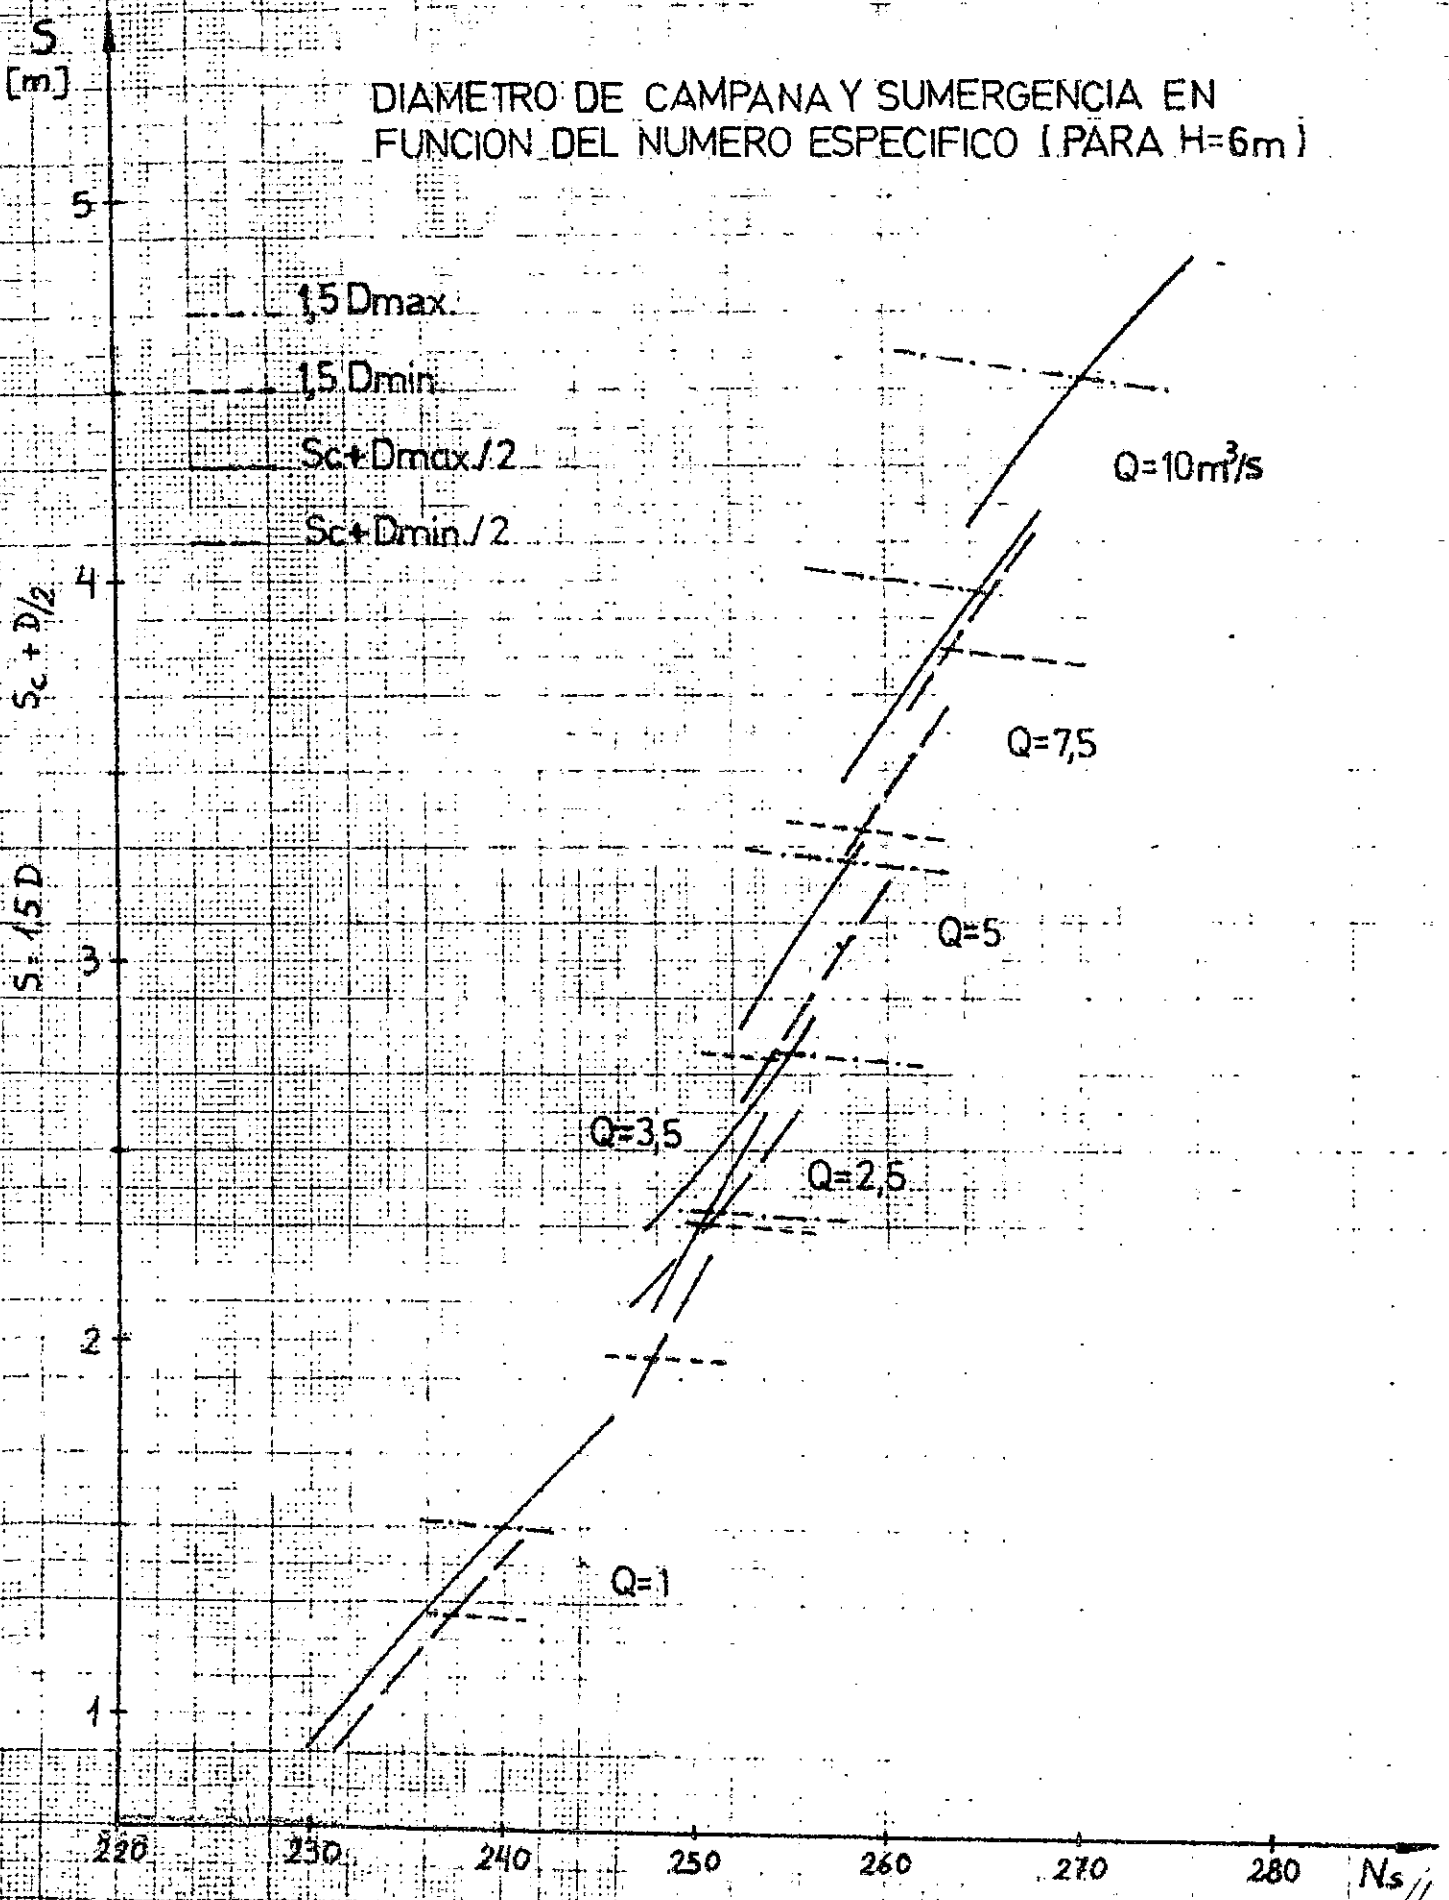 S
[m]
DIAMETRO DE CAMPANA Y SUMERGENCIA EN
FUNCION DEL NUMERO ESPECIFICO (PARA H=6m)
5
1,5 Dmax.
1,5 Dmin.
Sc+Dmax./2
Q=10m³/s
Sc+Dmin./2
4
Sc + D/2
Q=7,5
S=1,5D
Q=5
3
Q=3,5
Q=2,5
2
Q=1
1
220 230 240 250 260 270 280 Ns